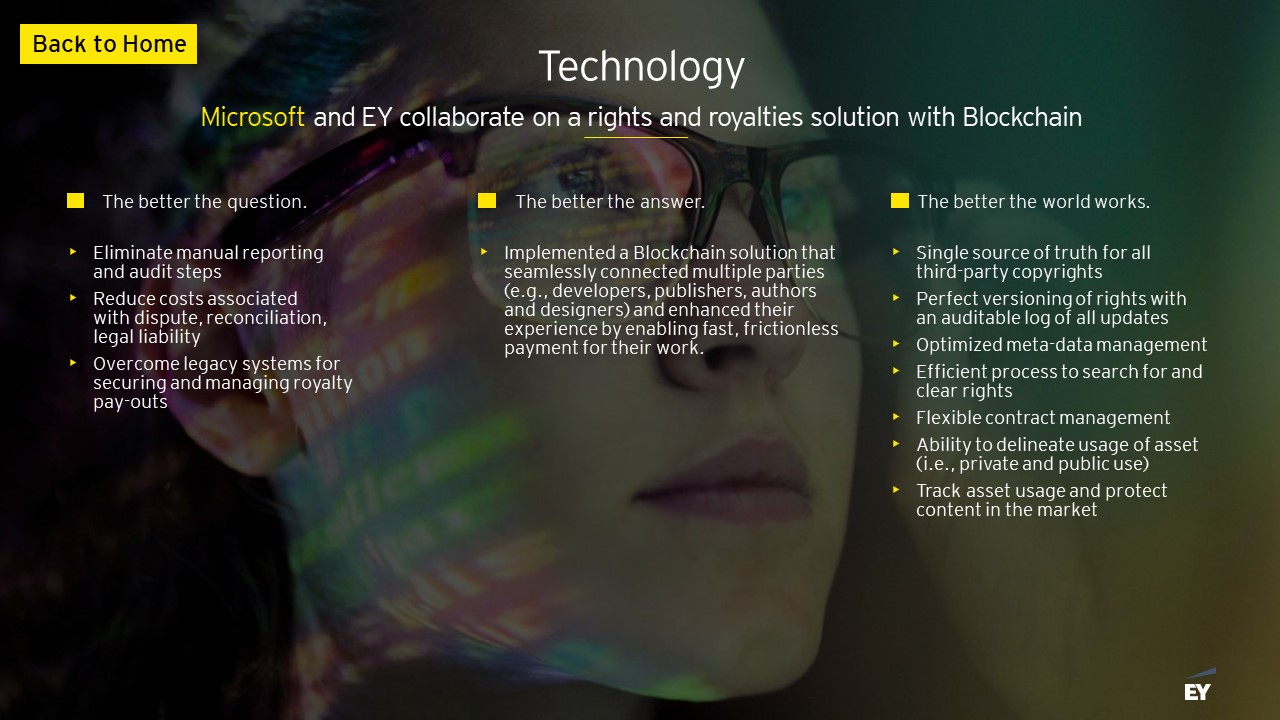 Back to Home
Technology
Microsoft and EY collaborate on a rights and royalties solution with Blockchain
The better the question.
Eliminate manual reporting
and audit steps
Reduce costs associated
with dispute, reconciliation,
legal liability
Overcome legacy systems for
securing and managing royalty
pay-outs
The better the answer.
Implemented a Blockchain solution that
seamlessly connected multiple parties
(e.g., developers, publishers, authors
and designers) and enhanced their
experience by enabling fast, frictionless
payment for their work.
The better the world works.
Single source of truth for all
third-party copyrights
Perfect versioning of rights with
an auditable log of all updates
Optimized meta-data management
Efficient process to search for and
clear rights
Flexible contract management
Ability to delineate usage of asset
(i.e., private and public use)
Track asset usage and protect
content in the market
EY